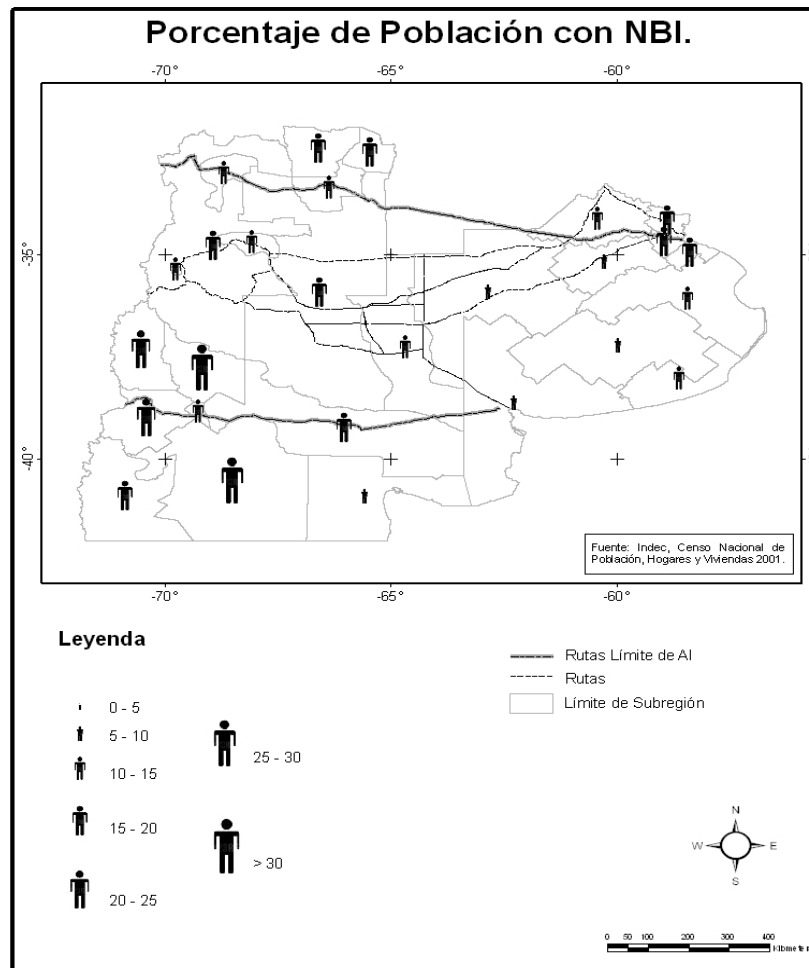 Porcentaje de Población con NBI.
-70° -65° -60°
-35°
-35°
-40°
-40°
Fuente: Indec, Censo Nacional de
Población, Hogares y Viviendas 2001.
-70° -65° -60°
Leyenda
0 - 5
5 - 10
10 - 15
15 - 20
20 - 25
25 - 30
> 30
Rutas Límite de AI
Rutas
Límite de Subregión
N
W E
S
0 50 100 200 300 400